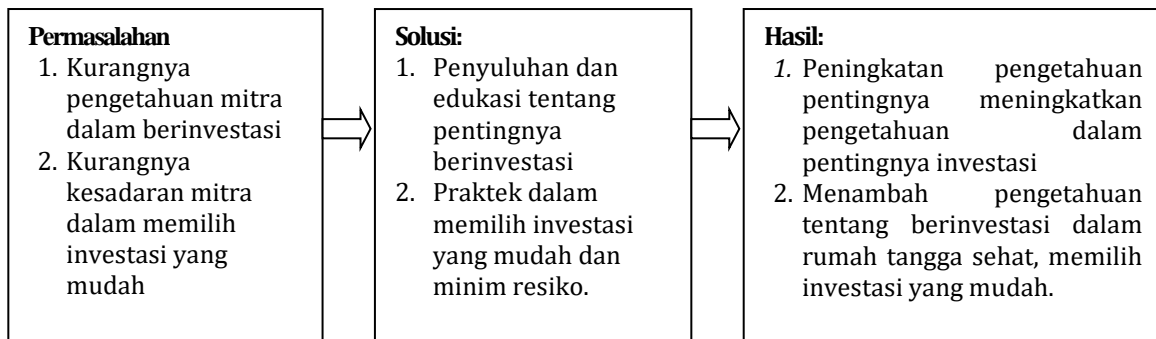 Permasalahan
1. Kurangnya
pengetahuan mitra
dalam berinvestasi
2. Kurangnya
kesadaran mitra
dalam memilih
investasi yang
mudah
Solusi:
1. Penyuluhan dan
edukasi tentang
pentingnya
berinvestasi
2. Praktek dalam
memilih investasi
yang mudah dan
minim resiko.
Hasil:
1. Peningkatan pengetahuan
pentingnya meningkatkan
pengetahuan dalam
pentingnya investasi
2. Menambah pengetahuan
tentang berinvestasi dalam
rumah tangga sehat, memilih
investasi yang mudah.